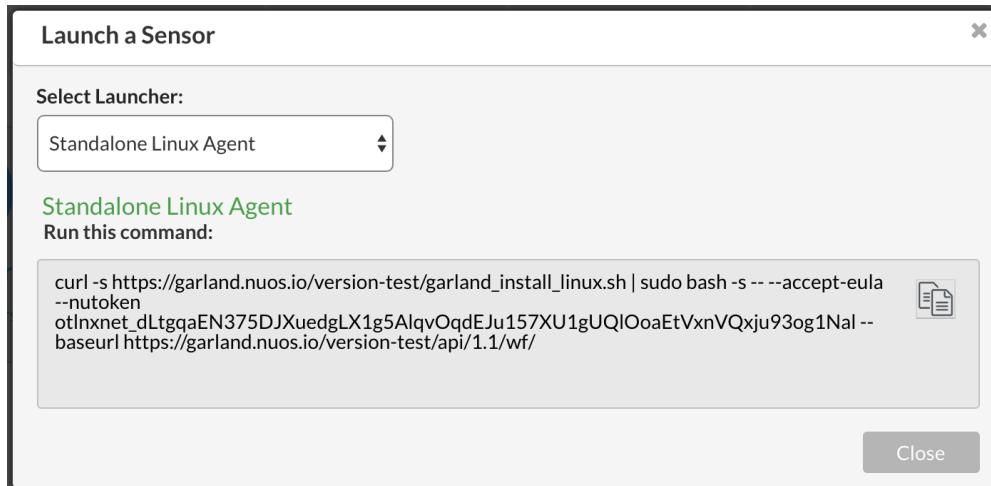 Launch a Sensor
Select Launcher:
Standalone Linux Agent
Standalone Linux Agent
Run this command:
curl -s https://garland.nuos.io/version-test/garland_install_linux.sh | sudo bash -s -- --accept-eula
--nutoken
otlnxnet_dLtgqaEN375DJXuedgLX1g5AlqvOqdEJu157XU1gUQlOoaEtVxnVQxju93og1Nal --
baseurl https://garland.nuos.io/version-test/api/1.1/wf/
Close